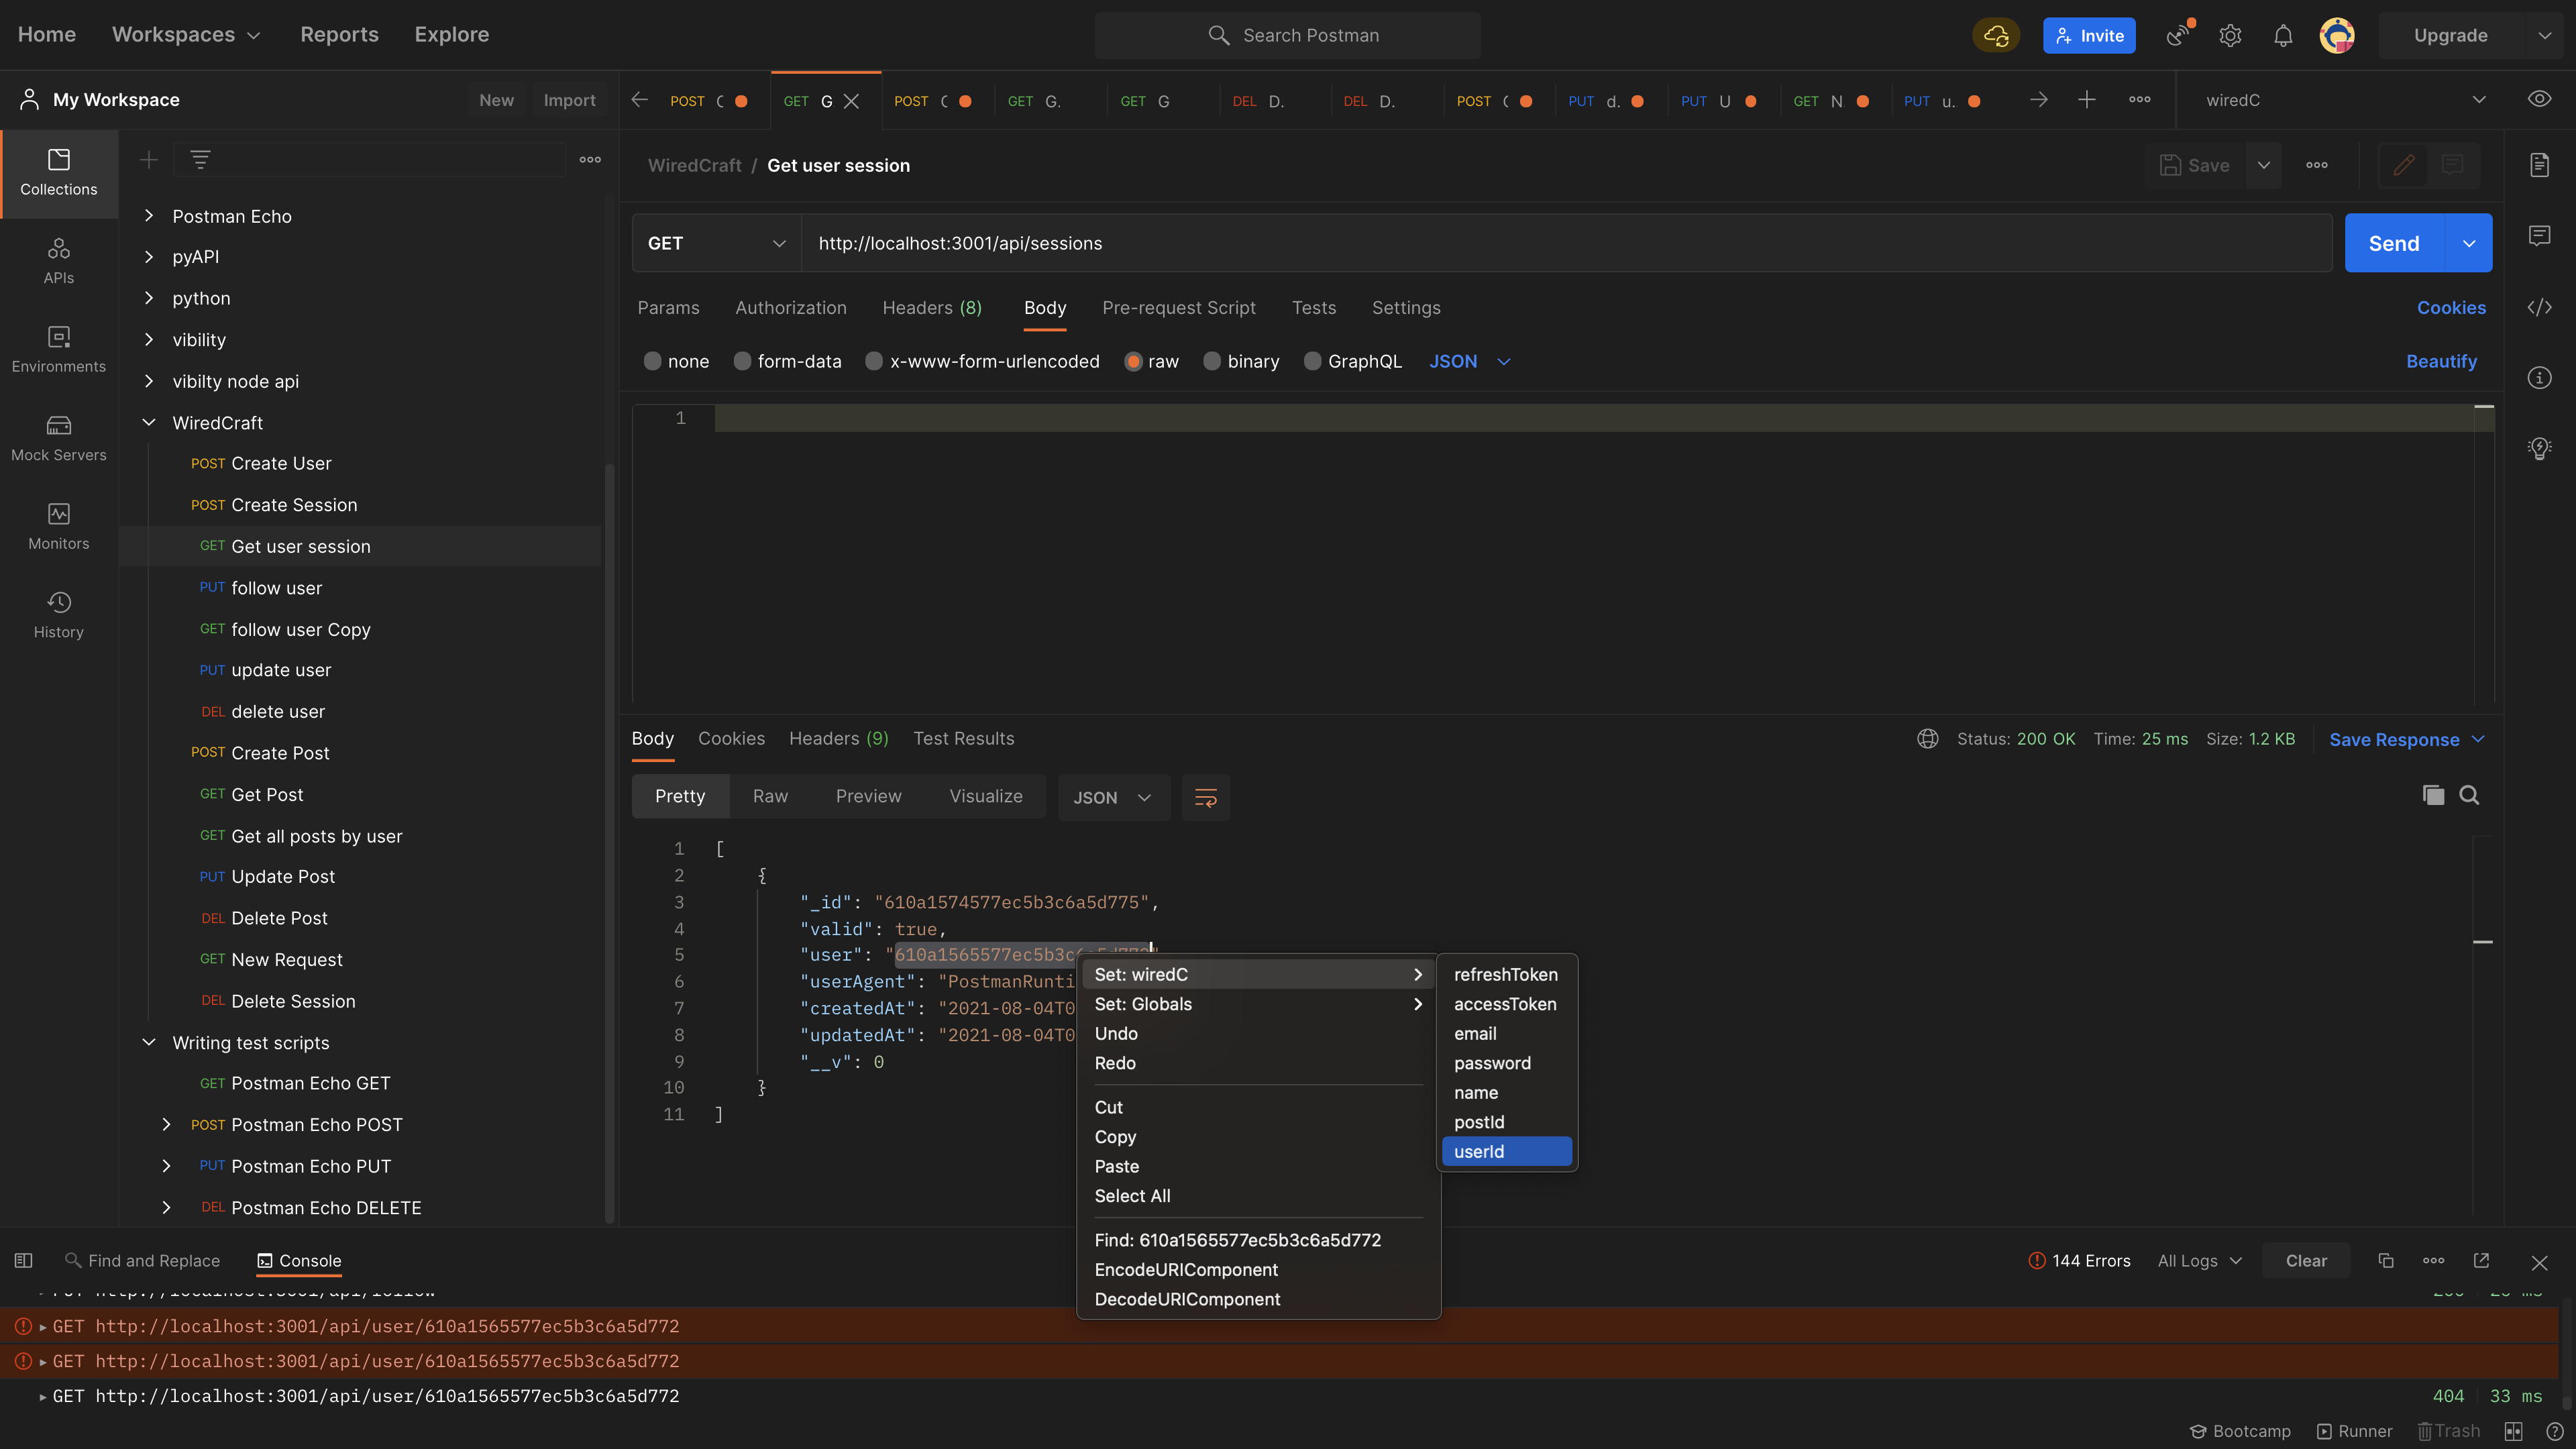 Home Workspaces Reports Explore Search Postman Invite Upgrade
My Workspace New Import POST GET G POST GET G. GET G DEL D. DEL D. POST PUT d. PUT U GET N PUT u. wiredC
WiredCraft / Get user session Save
Collections
APIs
Environments
Mock Servers
Monitors
History
Postman Echo
pyAPI
python
vibility
vibilty node api
WiredCraft
POST Create User
POST Create Session
GET Get user session
PUT follow user
GET follow user Copy
PUT update user
DEL delete user
POST Create Post
GET Get Post
GET Get all posts by user
PUT Update Post
DEL Delete Post
GET New Request
DEL Delete Session
Writing test scripts
GET Postman Echo GET
POST Postman Echo POST
PUT Postman Echo PUT
DEL Postman Echo DELETE
GET http://localhost:3001/api/sessions Send
Params Authorization Headers (8) Body Pre-request Script Tests Settings Cookies
none form-data x-www-form-urlencoded raw binary GraphQL JSON Beautify
1
Body Cookies Headers (9) Test Results Status: 200 OK Time: 25 ms Size: 1.2 KB Save Response
Pretty Raw Preview Visualize JSON
1 [
2 {
3 "_id": "610a1574577ec5b3c6a5d775",
4 "valid": true,
5 "user": "610a1565577ec5b3c6a5d772"
6 "userAgent": "PostmanRunti
7 "createdAt": "2021-08-04T0
8 "updatedAt": "2021-08-04T0
9 "__v": 0
10 }
11 ]
Set: wiredC
Set: Globals
Undo
Redo
Cut
Copy
Paste
Select All
Find: 610a1565577ec5b3c6a5d772
EncodeURIComponent
DecodeURIComponent
refreshToken
accessToken
email
password
name
postId
userId
Find and Replace Console 144 Errors All Logs Clear
PUT http://localhost:3001/api/follow
GET http://localhost:3001/api/user/610a1565577ec5b3c6a5d772
GET http://localhost:3001/api/user/610a1565577ec5b3c6a5d772
GET http://localhost:3001/api/user/610a1565577ec5b3c6a5d772 404 33 ms
Bootcamp Runner Trash